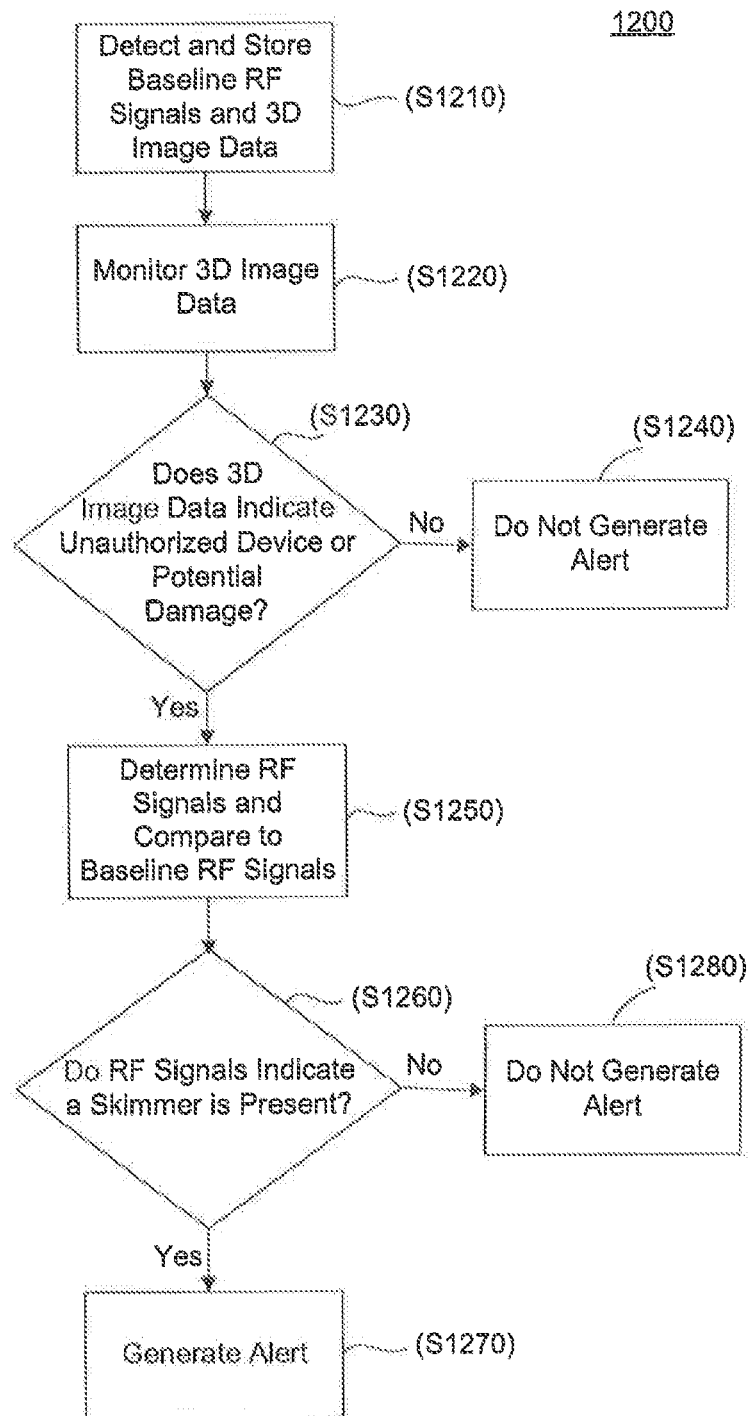 1200
Detect and Store
Baseline RF
Signals and 3D
Image Data
(S1210)
Monitor 3D Image
Data
(S1220)
(S1230)
Does 3D
Image Data Indicate
Unauthorized Device or
Potential
Damage?
No
(S1240)
Do Not Generate
Alert
Yes
Determine RF
Signals and
Compare to
Baseline RF Signals
(S1250)
(S1260)
Do RF Signals Indicate
a Skimmer is Present?
No
(S1280)
Do Not Generate
Alert
Yes
Generate Alert
(S1270)